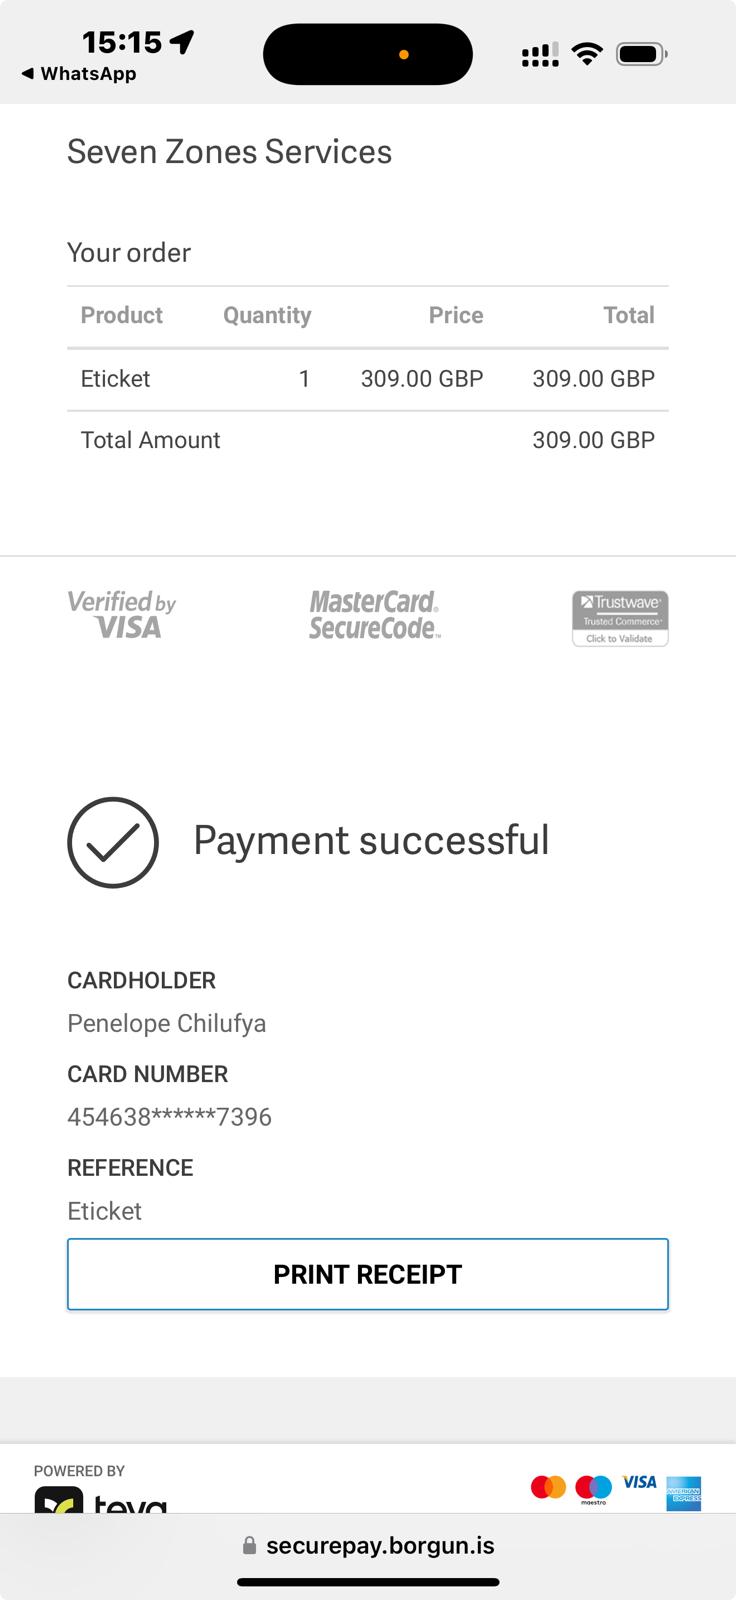 15:15
◀ WhatsApp
Seven Zones Services
Your order
Product Quantity Price Total
Eticket 1 309.00 GBP 309.00 GBP
Total Amount 309.00 GBP
Verified by
VISA
MasterCard.
SecureCode.™
Trustwave®
Trusted Commerce™
Click to Validate
Payment successful
CARDHOLDER
Penelope Chilufya
CARD NUMBER
454638******7396
REFERENCE
Eticket
PRINT RECEIPT
POWERED BY
teya
maestro
VISA
AMERICAN
EXPRESS
securepay.borgun.is